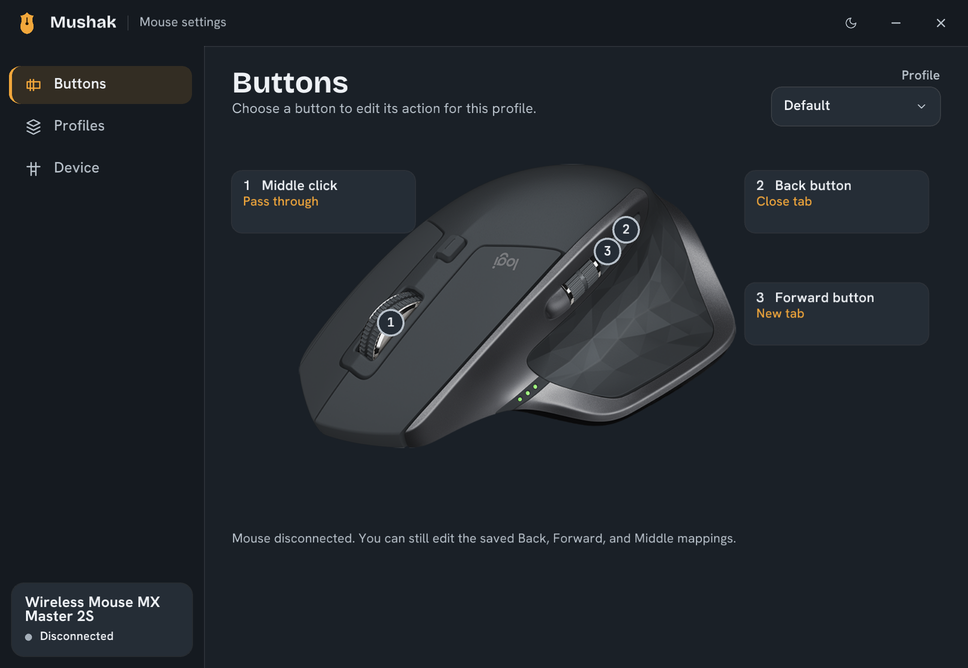 Mushak
Mouse settings
Buttons
Profiles
Device
Buttons
Choose a button to edit its action for this profile.
Profile
Default
1 Middle click
Pass through
2 Back button
Close tab
3 Forward button
New tab
logi
1
2
3
Mouse disconnected. You can still edit the saved Back, Forward, and Middle mappings.
Wireless Mouse MX
Master 2S
Disconnected